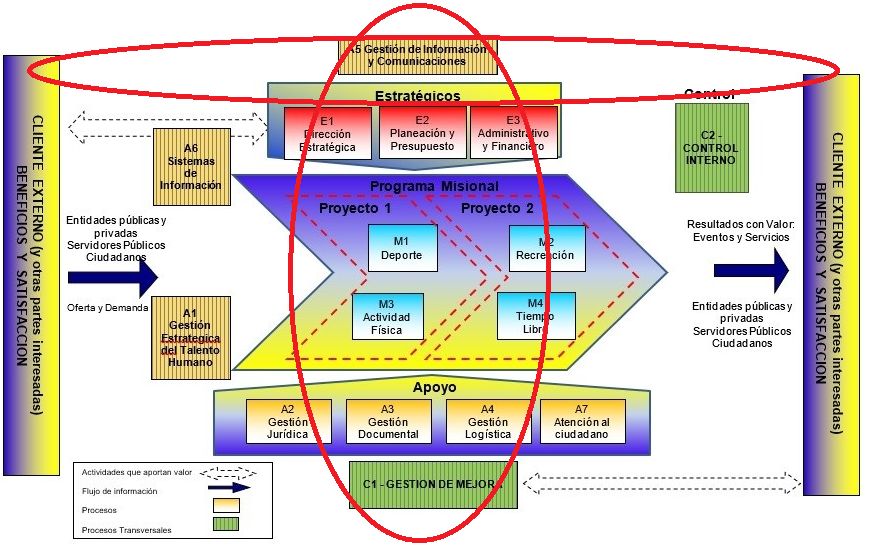 A5 Gestión de Información
y Comunicaciones
Estratégicos
E1
Dirección
Estratégica
E2
Planeación y
Presupuesto
E3
Administrativo
y Financiero
Control
C2 -
CONTROL
INTERNO
CLIENTE EXTERNO (y otras partes interesadas)
BENEFICIOS Y SATISFACCION
A6
Sistemas
de
Información
Entidades públicas y
privadas
Servidores Públicos
Ciudadanos
Oferta y Demanda
A1
Gestión
Estrategica
del Talento
Humano
Programa Misional
Proyecto 1
Proyecto 2
M1
Deporte
M2
Recreación
M3
Actividad
Física
M4
Tiempo
Libre
Resultados con Valor:
Eventos y Servicios
Entidades públicas y
privadas
Servidores Públicos
Ciudadanos
CLIENTE EXTERNO (y otras partes interesadas)
BENEFICIOS Y SATISFACCION
Apoyo
A2
Gestión
Jurídica
A3
Gestión
Documental
A4
Gestión
Logística
A7
Atención al
ciudadano
C1 - GESTION DE MEJORA
Actividades que aportan valor
Flujo de información
Procesos
Procesos Transversales